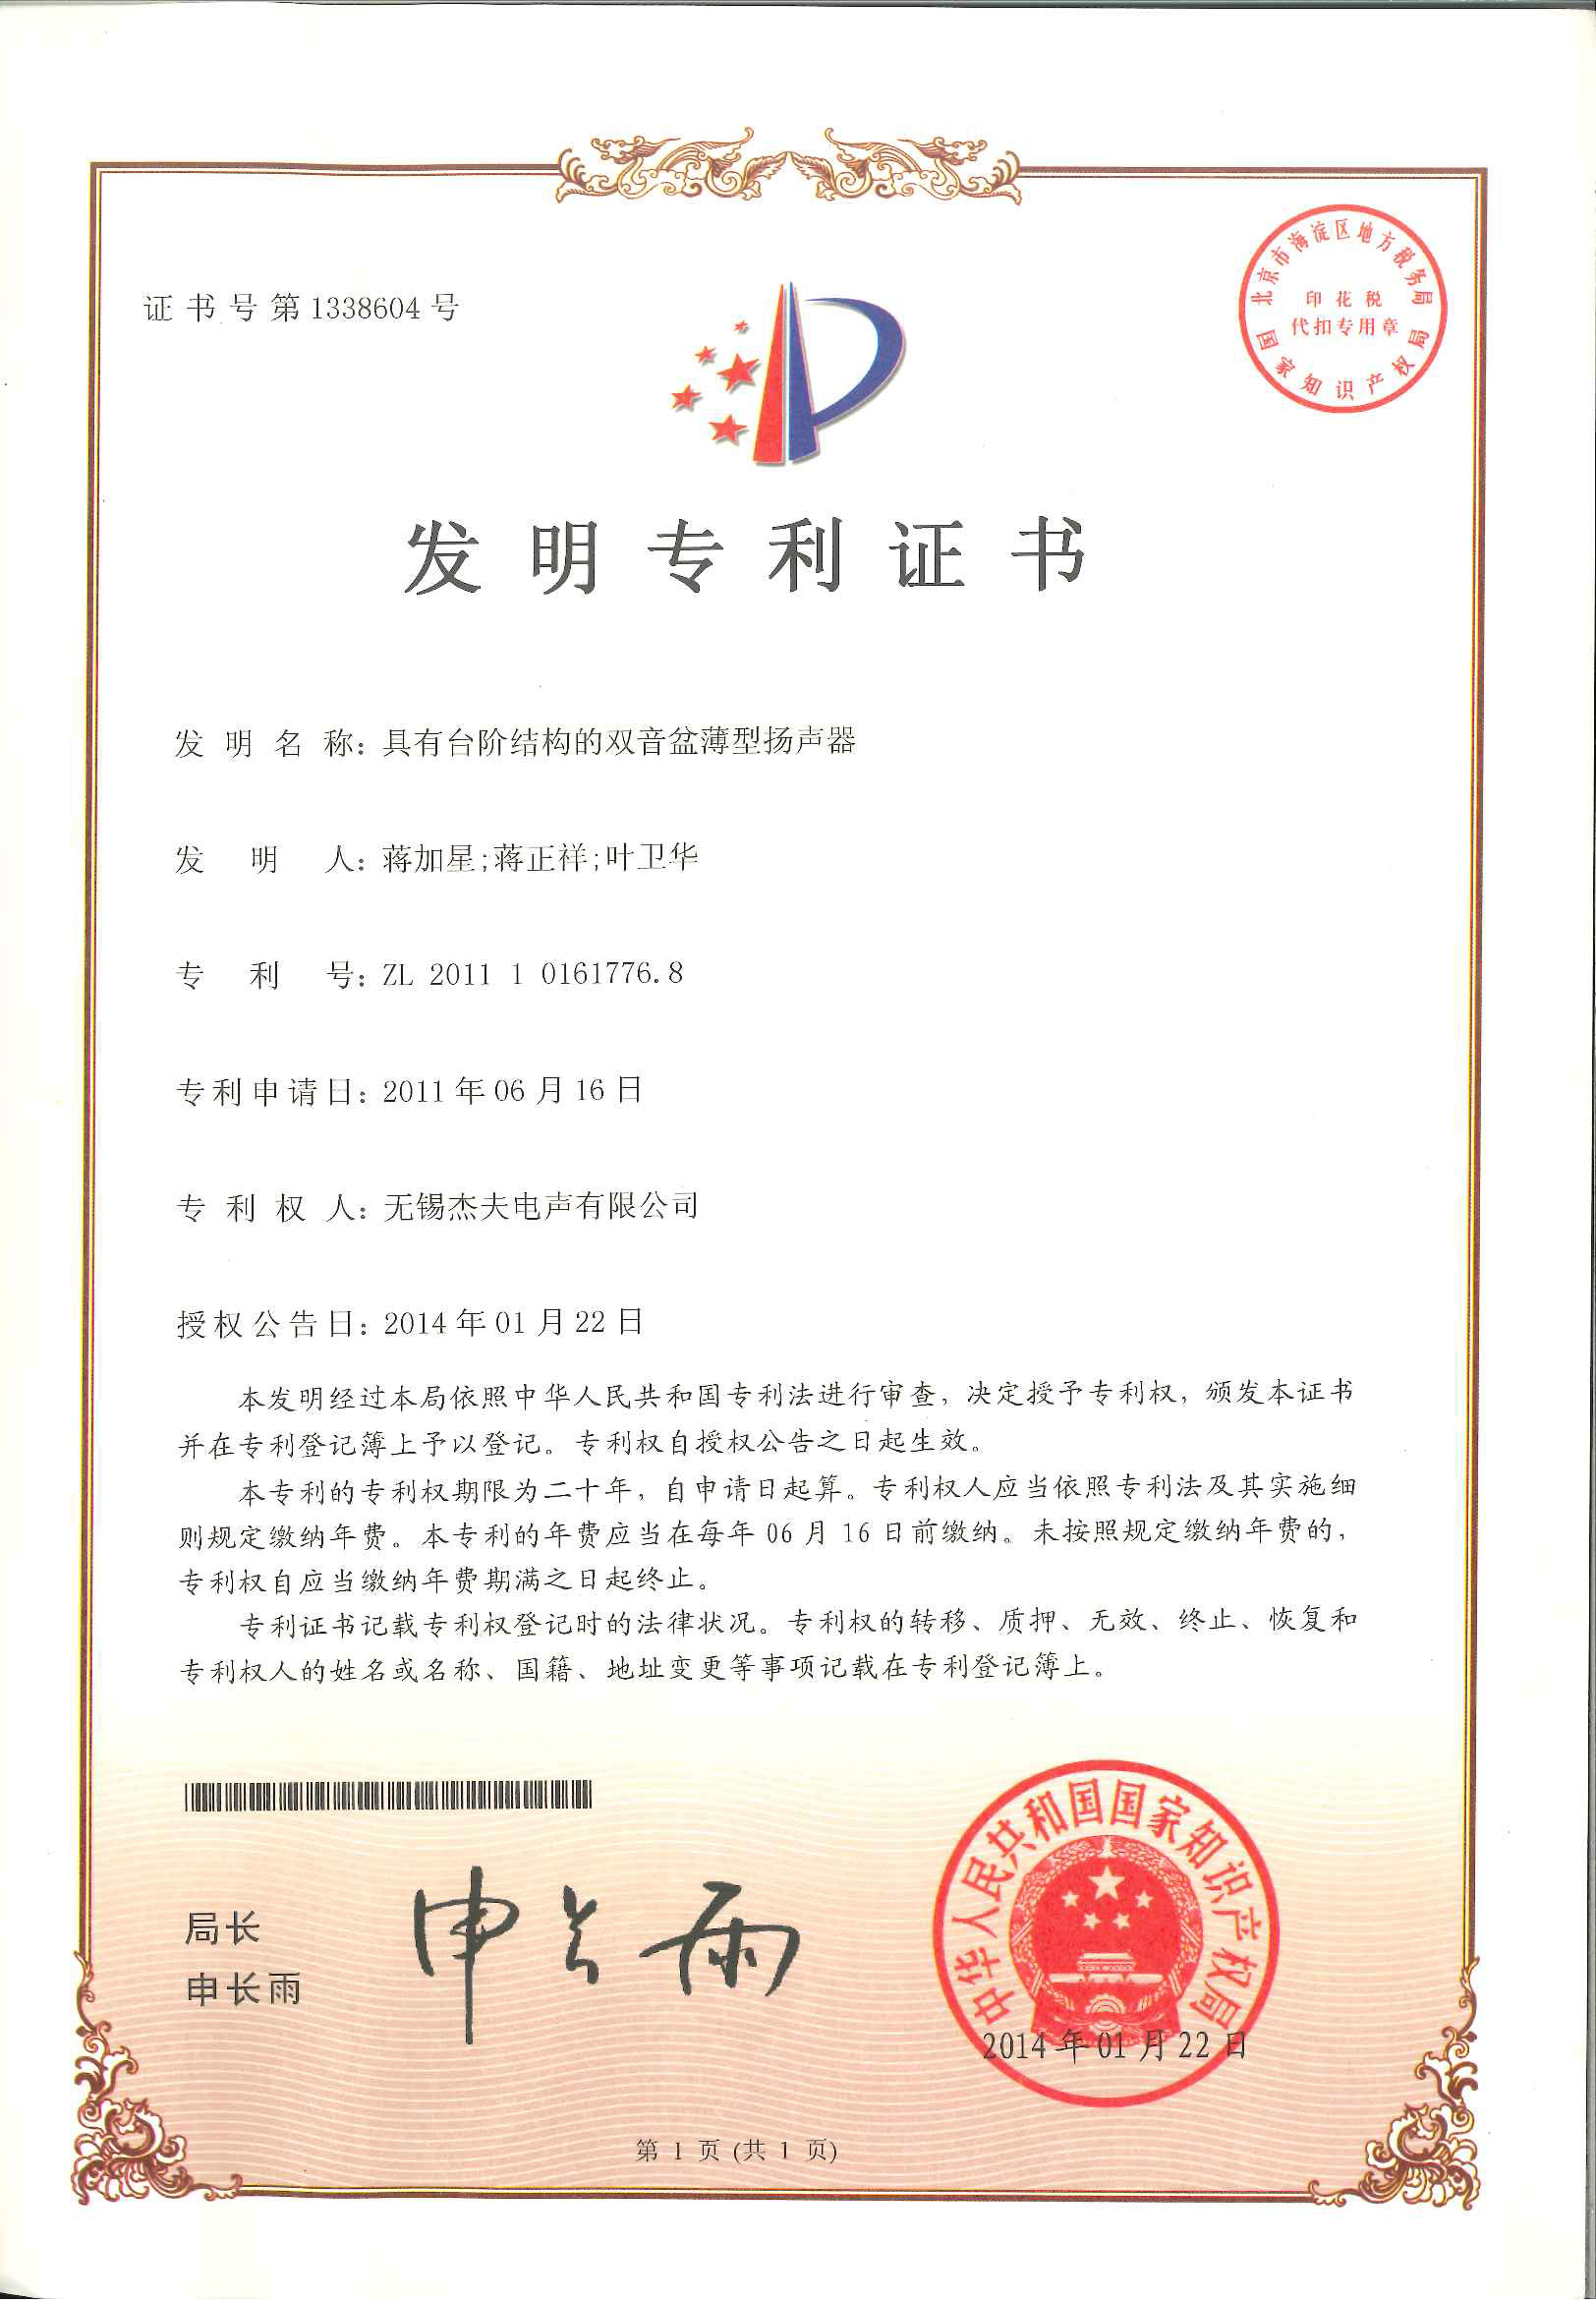 证书号第1338604号
北京市海淀区地方税务局
印花税
代扣专用章
国家知识产权局
发明专利证书
发明名称：具有台阶结构的双音盆薄型扬声器
发明人：蒋加星;蒋正祥;叶卫华
专利号：ZL 2011 1 0161776.8
专利申请日：2011年06月16日
专利权人：无锡杰夫电声有限公司
授权公告日：2014年01月22日
本发明经过本局依照中华人民共和国专利法进行审查，决定授予专利权，颁发本证书
并在专利登记簿上予以登记。专利权自授权公告之日起生效。
本专利的专利权期限为二十年，自申请日起算。专利权人应当依照专利法及其实施细
则规定缴纳年费。本专利的年费应当在每年06月16日前缴纳。未按照规定缴纳年费的，
专利权自应当缴纳年费期满之日起终止。
专利证书记载专利权登记时的法律状况。专利权的转移、质押、无效、终止、恢复和
专利权人的姓名或名称、国籍、地址变更等事项记载在专利登记簿上。
局长
申长雨
申长雨
中华人民共和国国家知识产权局
2014年01月22日
第 1 页 (共 1 页)